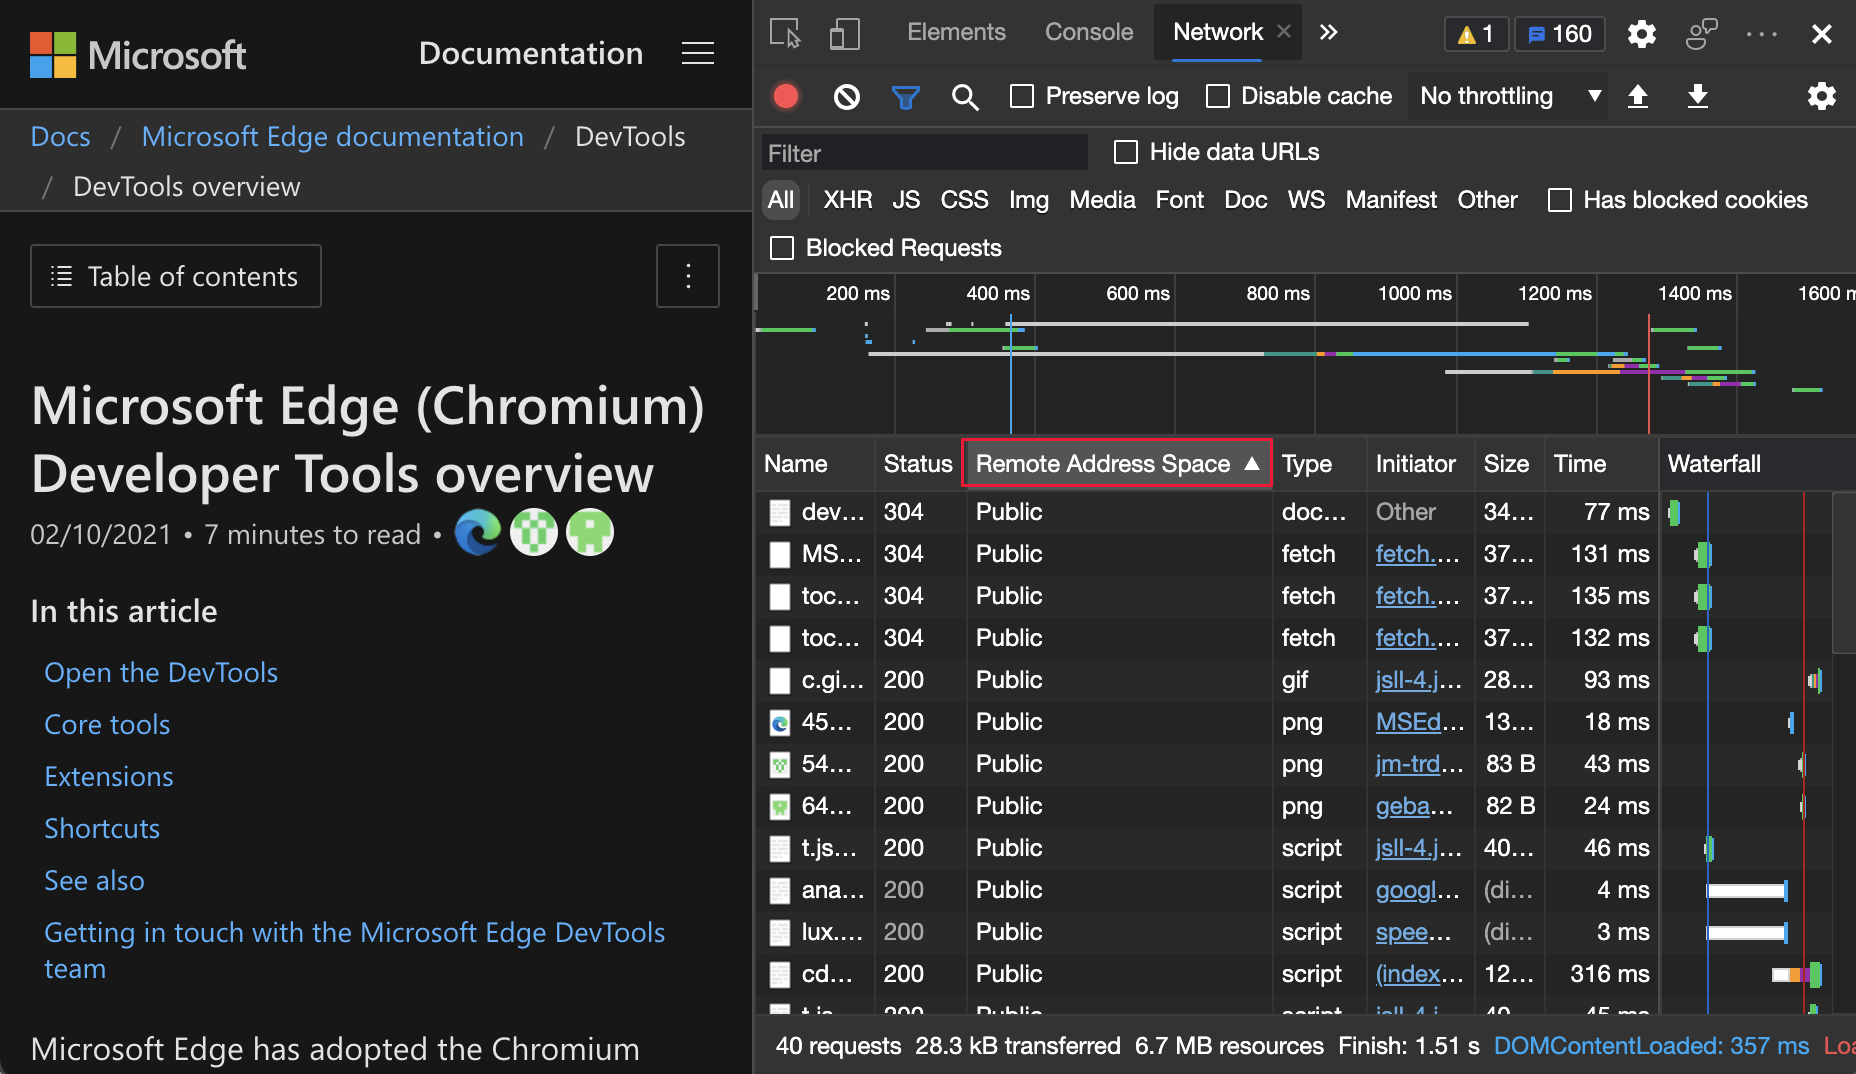 Microsoft
Documentation
Docs / Microsoft Edge documentation / DevTools
/ DevTools overview
Table of contents
Microsoft Edge (Chromium)
Developer Tools overview
02/10/2021 • 7 minutes to read •
In this article
Open the DevTools
Core tools
Extensions
Shortcuts
See also
Getting in touch with the Microsoft Edge DevTools
team
Microsoft Edge has adopted the Chromium
Elements Console Network 1 160
Preserve log Disable cache No throttling
Filter Hide data URLs
All XHR JS CSS Img Media Font Doc WS Manifest Other Has blocked cookies
Blocked Requests
200 ms 400 ms 600 ms 800 ms 1000 ms 1200 ms 1400 ms 1600 m
Name Status Remote Address Space ▲ Type Initiator Size Time Waterfall
dev... 304 Public doc... Other 34... 77 ms
MS... 304 Public fetch fetch.... 37... 131 ms
toc... 304 Public fetch fetch.... 37... 135 ms
toc... 304 Public fetch fetch.... 37... 132 ms
c.gi... 200 Public gif jsll-4.j... 28... 93 ms
45... 200 Public png MSEd... 13... 18 ms
54... 200 Public png jm-trd... 83 B 43 ms
64... 200 Public png geba... 82 B 24 ms
t.js... 200 Public script jsll-4.j... 40... 46 ms
ana... 200 Public script googl... (di... 4 ms
lux.... 200 Public script spee... (di... 3 ms
cd... 200 Public script (index... 12... 316 ms
40 requests 28.3 kB transferred 6.7 MB resources Finish: 1.51 s DOMContentLoaded: 357 ms Loa